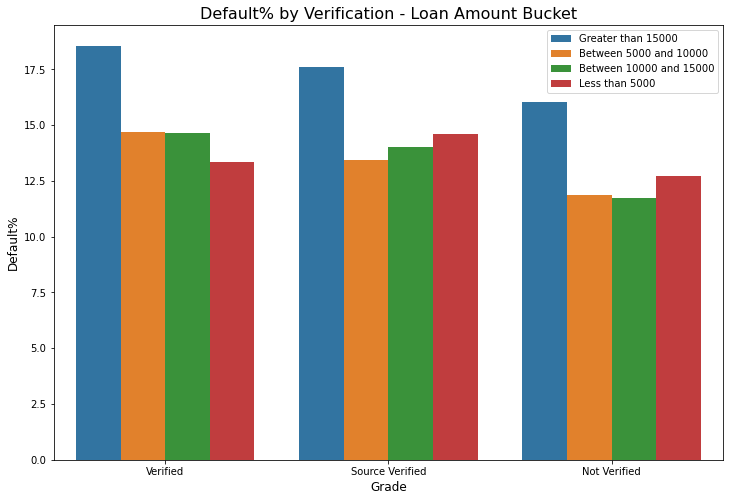 Default% by Verification - Loan Amount Bucket
Greater than 15000
Between 5000 and 10000
Between 10000 and 15000
Less than 5000
17.5
15.0
12.5
10.0
7.5
5.0
2.5
0.0
Default%
Verified
Source Verified
Not Verified
Grade